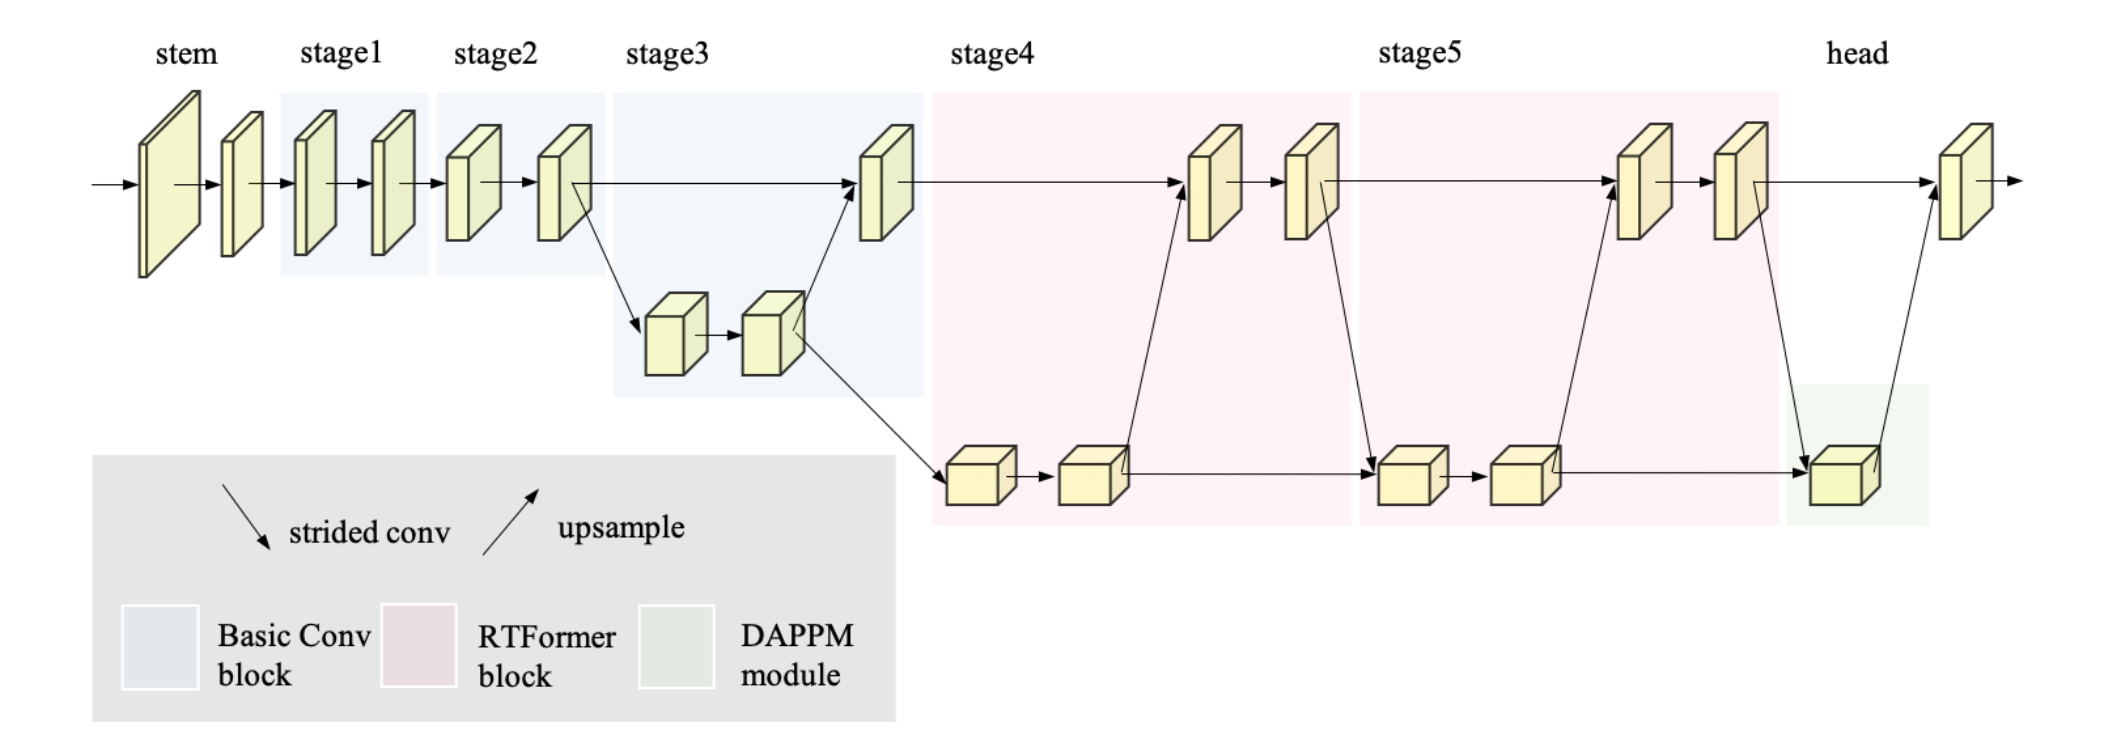 stem
stage1
stage2
stage3
stage4
stage5
head
strided conv
upsample
Basic Conv
block
RTFormer
block
DAPPM
module